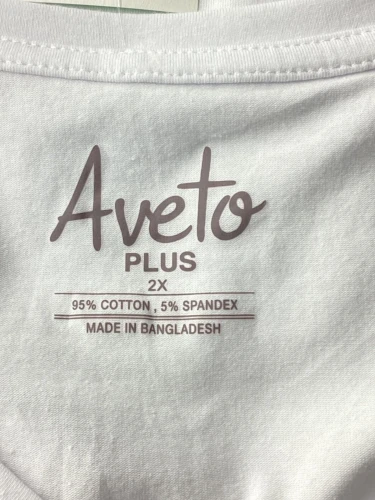 Aveto
PLUS
2X
95% COTTON , 5% SPANDEX
MADE IN BANGLADESH